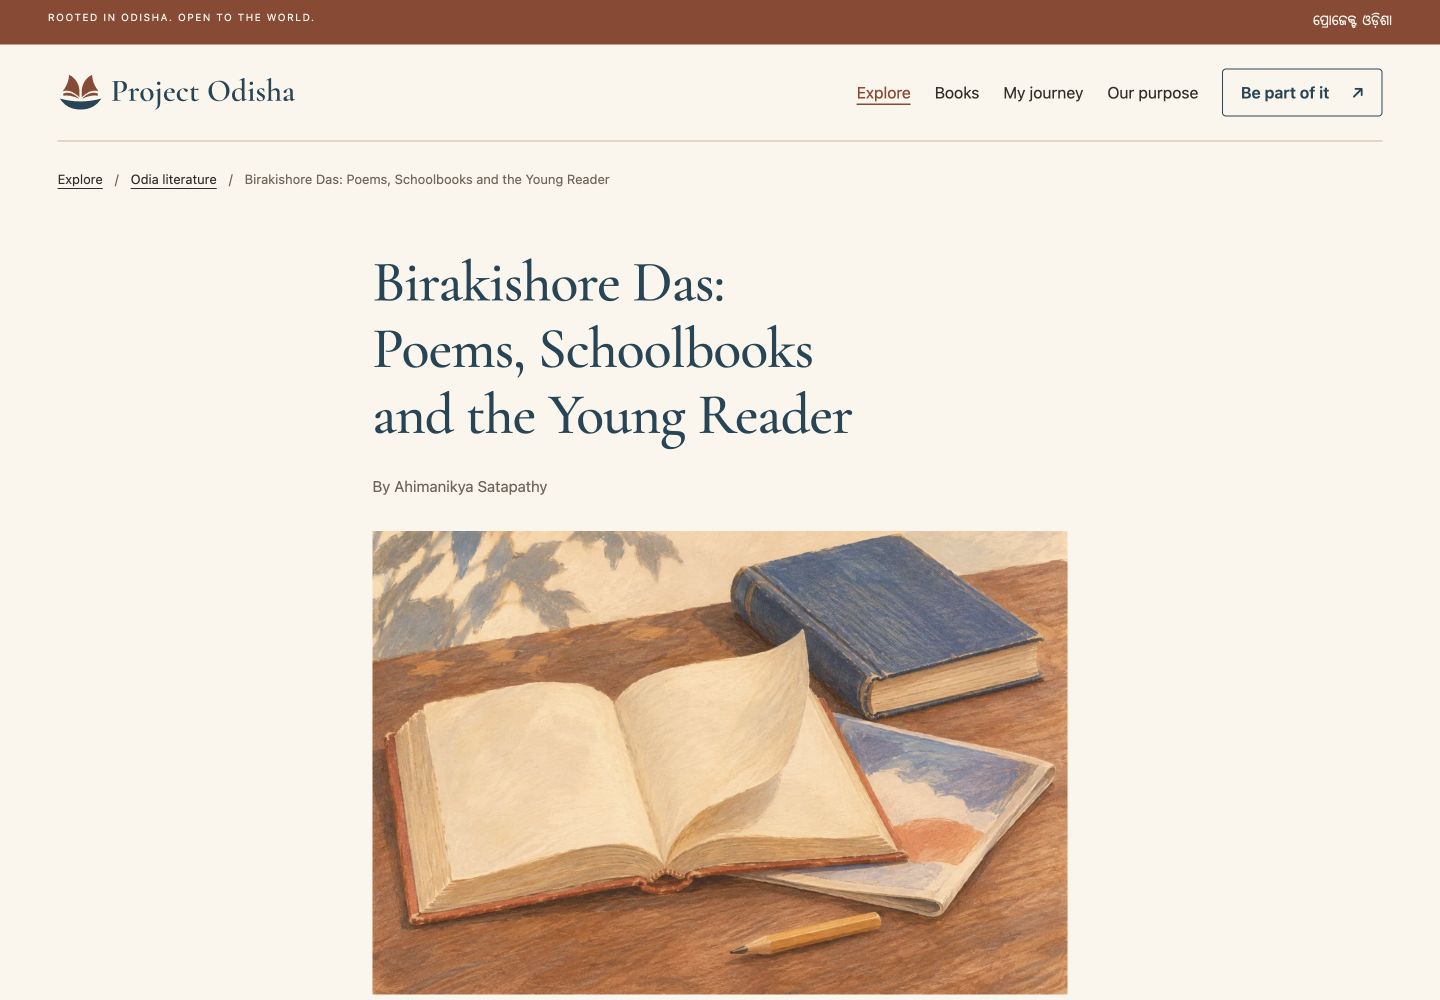 ROOTED IN ODISHA. OPEN TO THE WORLD.
ପ୍ରୋଜେକ୍ଟ ଓଡ଼ିଶା
Project Odisha
Explore
Books
My journey
Our purpose
Be part of it
Explore / Odia literature / Birakishore Das: Poems, Schoolbooks and the Young Reader
Birakishore Das:
Poems, Schoolbooks
and the Young Reader
By Ahimanikya Satapathy